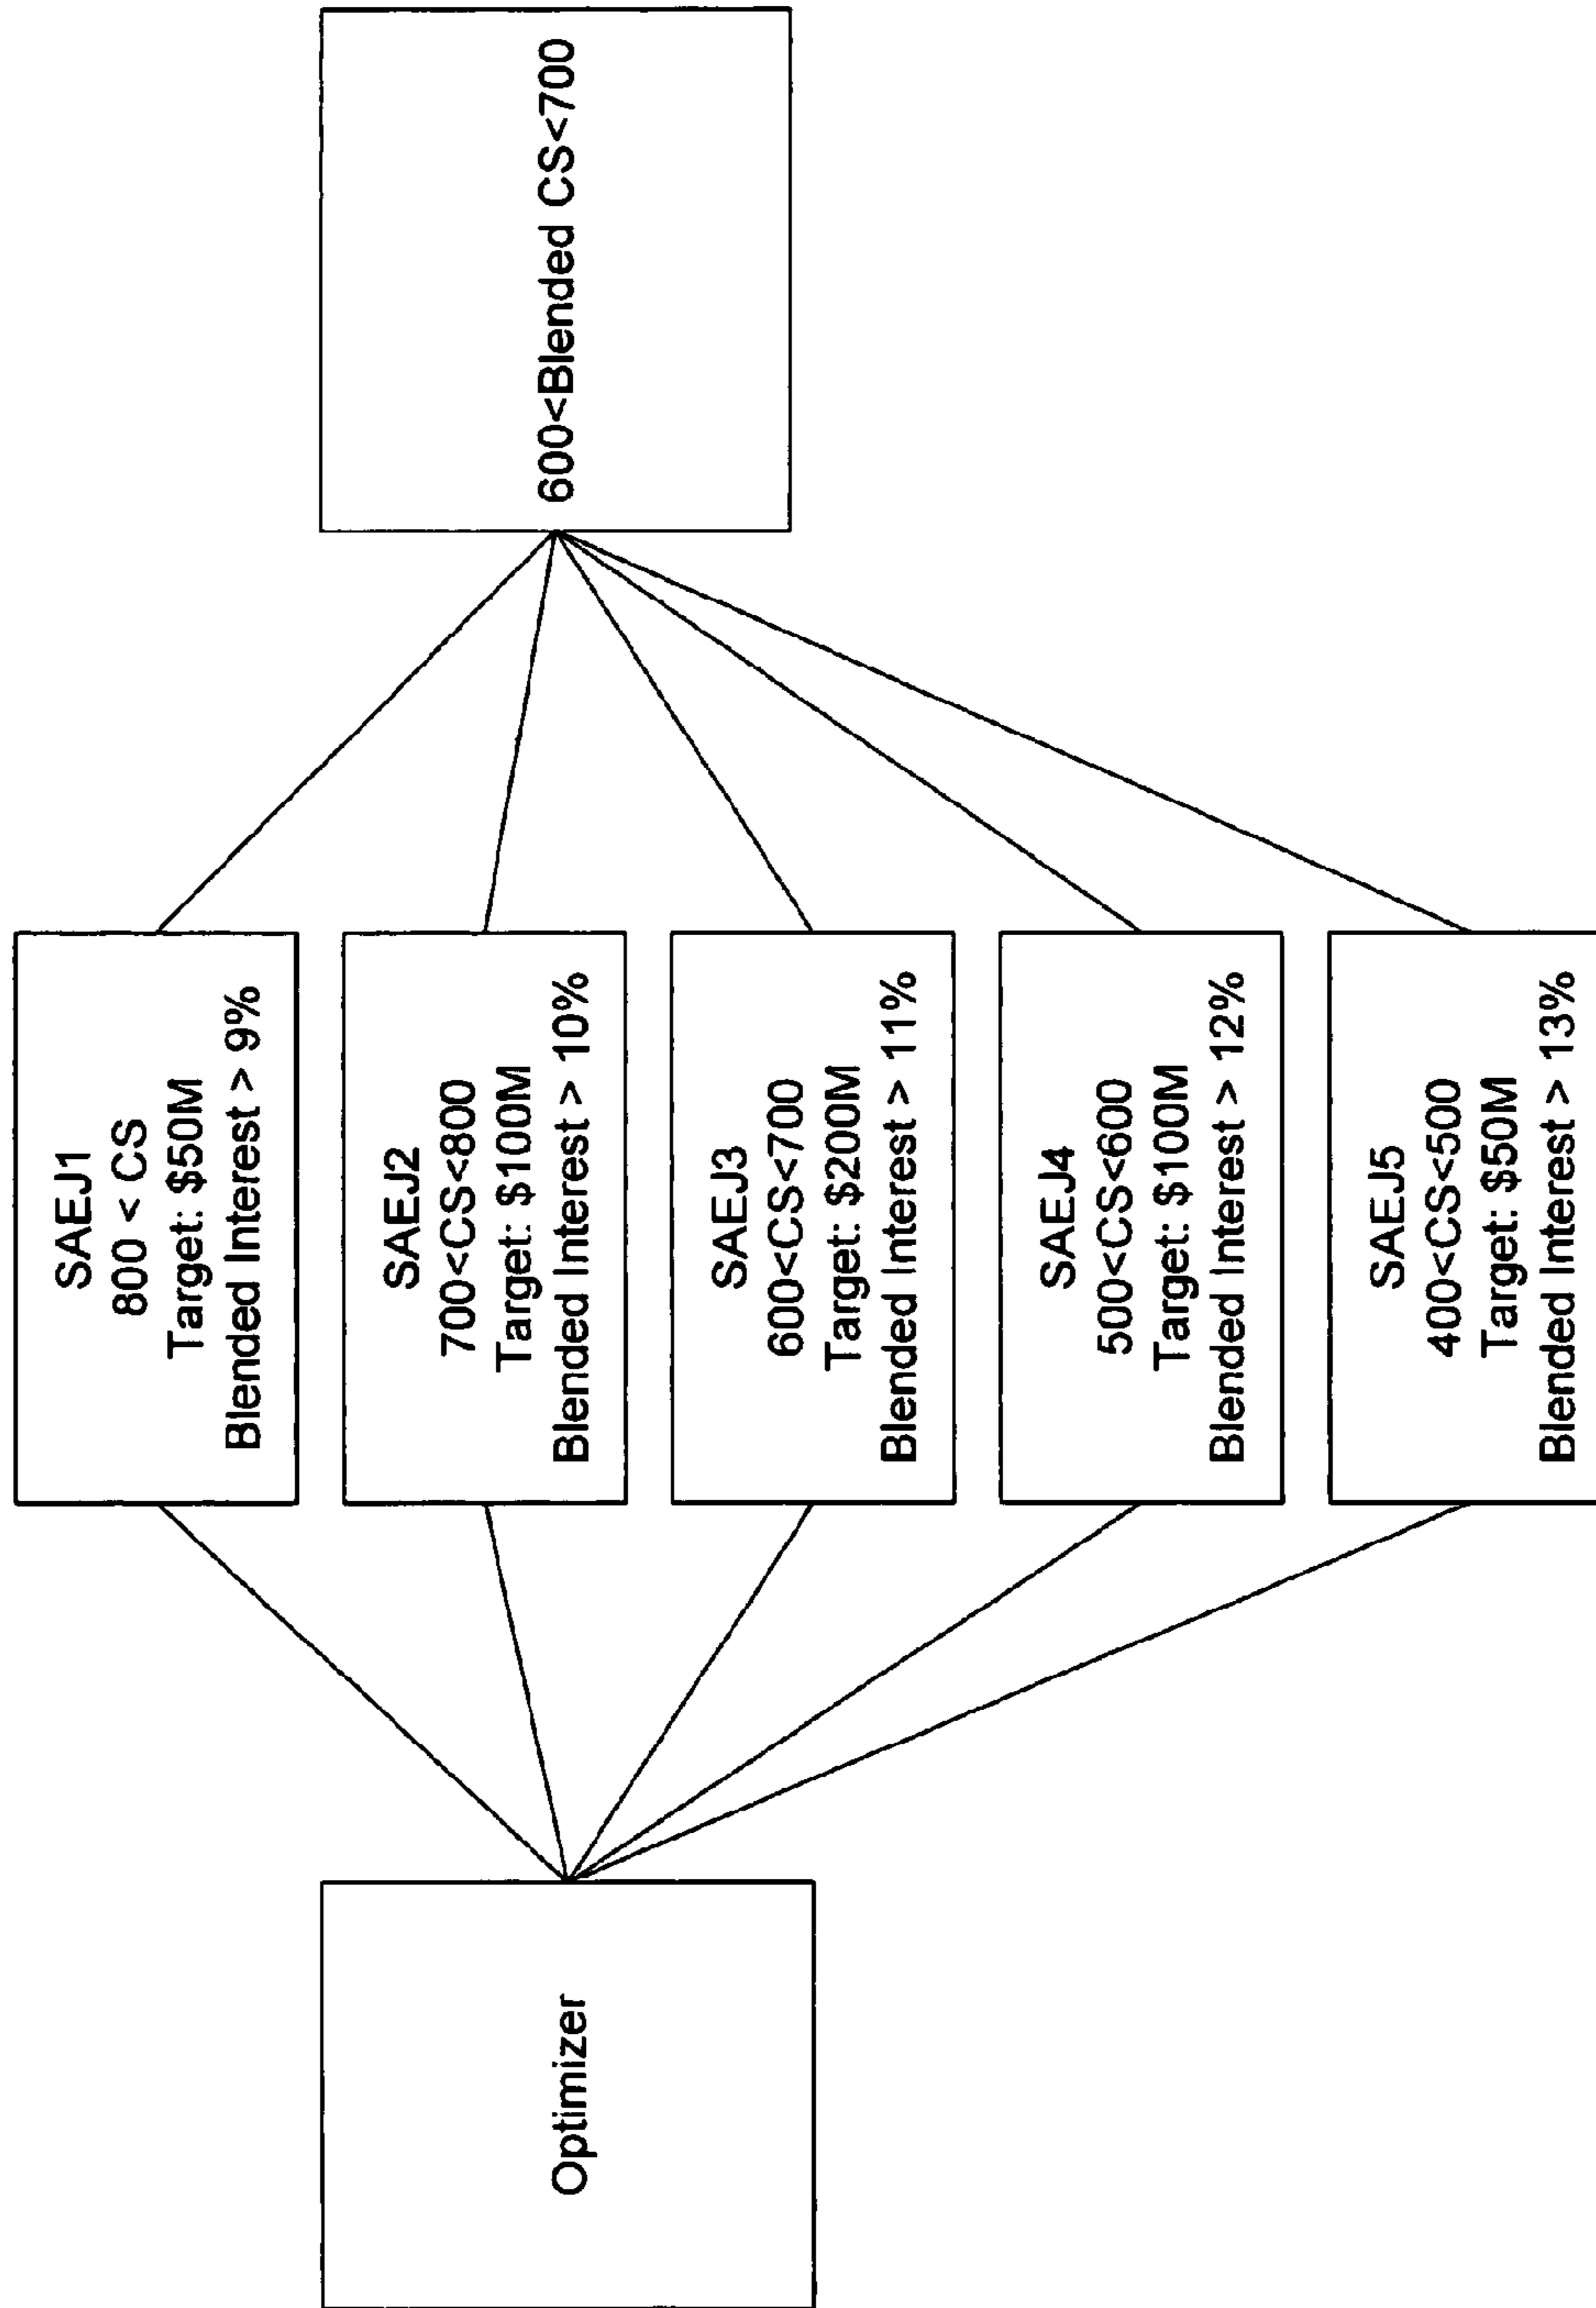 Optimizer
SAEJ1
800 < CS
Target: $50M
Blended Interest > 9%
SAEJ2
700<CS<800
Target: $100M
Blended Interest > 10%
SAEJ3
600<CS<700
Target: $200M
Blended Interest > 11%
SAEJ4
500<CS<600
Target: $100M
Blended Interest > 12%
SAEJ5
400<CS<500
Target: $50M
Blended Interest > 13%
600<Blended CS<700